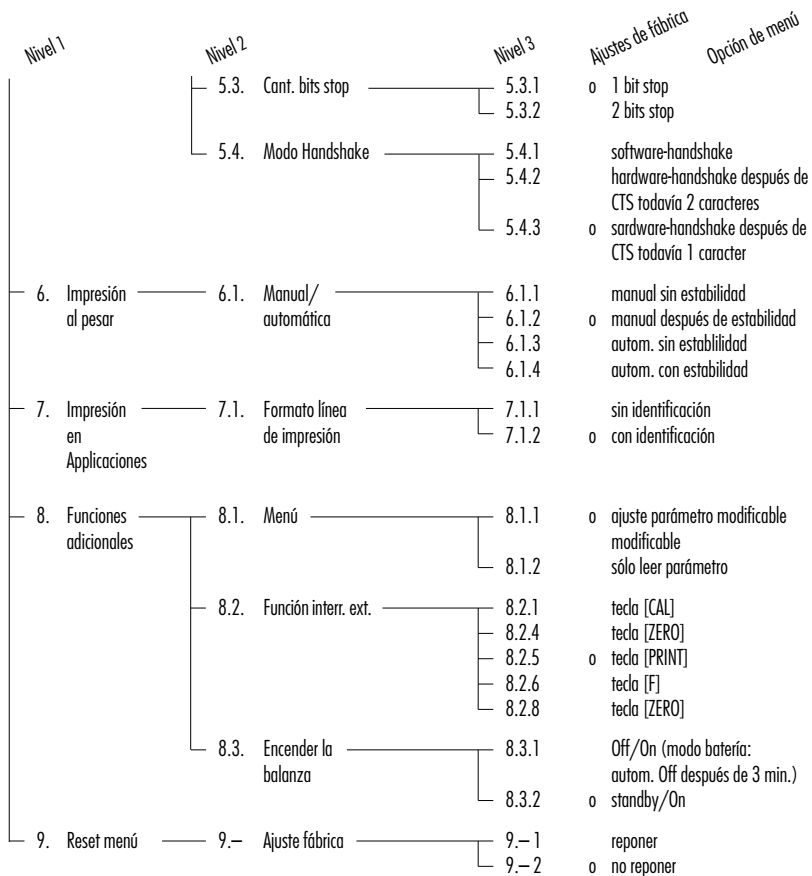 Nivel 1 Nivel 2 Nivel 3 Ajustes de fábrica Opción de menú
5.3. Cant. bits stop 5.3.1 o 1 bit stop
5.3.2 2 bits stop
5.4. Modo Handshake 5.4.1 software-handshake
5.4.2 hardware-handshake después de
CTS todavía 2 caracteres
5.4.3 o sardware-handshake después de
CTS todavía 1 caracter
6. Impresión 6.1. Manual/ 6.1.1 manual sin estabilidad
al pesar automática 6.1.2 o manual después de estabilidad
6.1.3 autom. sin establilidad
6.1.4 autom. con estabilidad
7. Impresión 7.1. Formato línea 7.1.1 sin identificación
en de impresión 7.1.2 o con identificación
Applicaciones
8. Funciones 8.1. Menú 8.1.1 o ajuste parámetro modificable
adicionales modificable
8.1.2 sólo leer parámetro
8.2. Función interr. ext. 8.2.1 tecla [CAL]
8.2.4 tecla [ZERO]
8.2.5 o tecla [PRINT]
8.2.6 tecla [F]
8.2.8 tecla [ZERO]
8.3. Encender la 8.3.1 Off/On (modo batería:
balanza autom. Off después de 3 min.)
8.3.2 o standby/On
9. Reset menú 9.– Ajuste fábrica 9.– 1 reponer
9.– 2 o no reponer